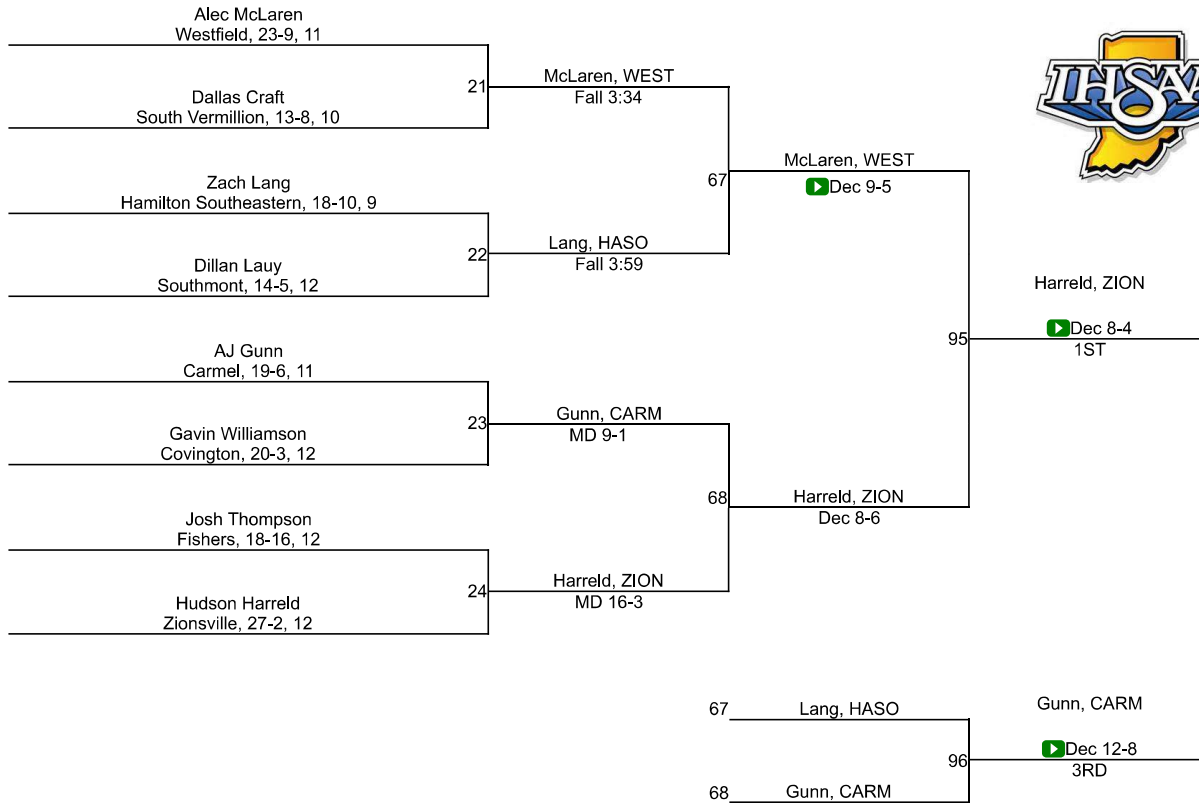 Alec McLaren
Westfield, 23-9, 11
21
Dallas Craft
South Vermillion, 13-8, 10
McLaren, WEST
Fall 3:34
Zach Lang
Hamilton Southeastern, 18-10, 9
22
Dillan Lauy
Southmont, 14-5, 12
Lang, HASO
Fall 3:59
67
McLaren, WEST
Dec 9-5
AJ Gunn
Carmel, 19-6, 11
23
Gavin Williamson
Covington, 20-3, 12
Gunn, CARM
MD 9-1
Josh Thompson
Fishers, 18-16, 12
24
Hudson Harreld
Zionsville, 27-2, 12
Harreld, ZION
MD 16-3
68
Harreld, ZION
Dec 8-6
95
Harreld, ZION
Dec 8-4
1ST
IHSAA
67
Lang, HASO
96
68
Gunn, CARM
Gunn, CARM
Dec 12-8
3RD